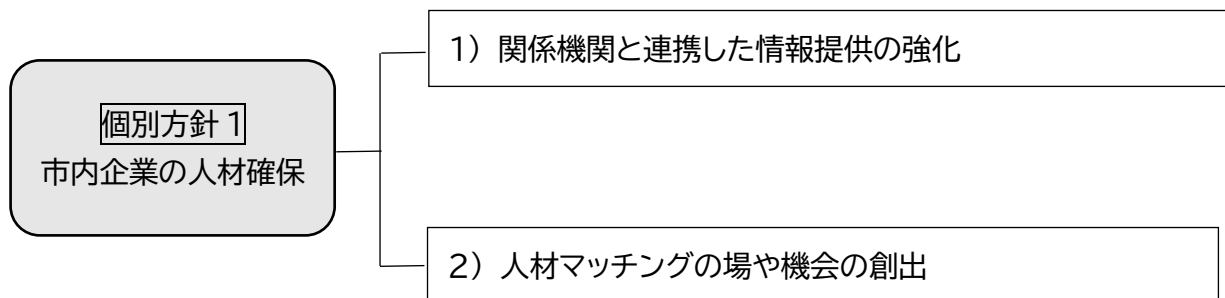 1）関係機関と連携した情報提供の強化
個別方針1
市内企業の人材確保
2）人材マッチングの場や機会の創出